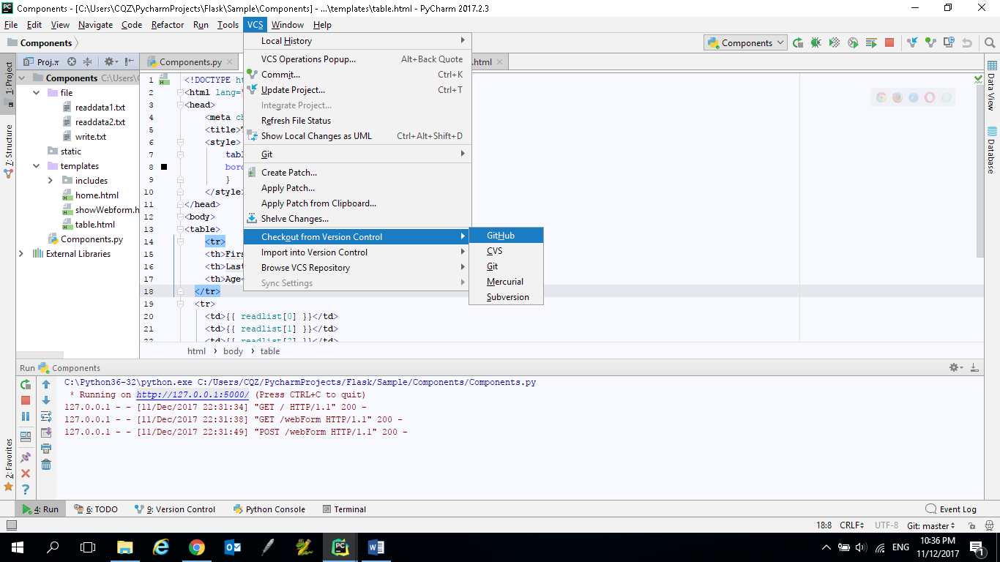 Components - [C:\Users\CQZ\PycharmProjects\Flask\Sample\Components] - ...\templates\table.html - PyCharm 2017.2.3
File Edit View Navigate Code Refactor Run Tools VCS Window Help
Components
Components
Proj...
Components.py
.html
1: Project
7: Structure
2: Favorites
Components C:\Users\
file
readdata1.txt
readdata2.txt
write.txt
static
templates
includes
home.html
showWebform.h
table.html
Components.py
External Libraries
Local History
VCS Operations Popup... Alt+Back Quote
Commit... Ctrl+K
Update Project... Ctrl+T
Integrate Project...
Refresh File Status
Show Local Changes as UML Ctrl+Alt+Shift+D
Git
Create Patch...
Apply Patch...
Apply Patch from Clipboard...
Shelve Changes...
Checkout from Version Control
Import into Version Control
Browse VCS Repository
Sync Settings
GitHub
CVS
Git
Mercurial
Subversion
1 <!DOCTYPE ht
2 <html lang="
3 <head>
4 <meta ch
5 <title>T
6 <style>
7 tabl
8 bord
9 }
10 </style>
11 </head>
12 <body>
13 <table>
14 <tr>
15 <th>Firs
16 <th>Last
17 <th>Age<
18 </tr>
19 <tr>
20 <td>{{ readlist[0] }}</td>
21 <td>{{ readlist[1] }}</td>
22 <td>{{ readlist[2] }}</td>
html › body › table
Data View
Database
Run Components
C:\Python36-32\python.exe C:/Users/CQZ/PycharmProjects/Flask/Sample/Components/Components.py
* Running on http://127.0.0.1:5000/ (Press CTRL+C to quit)
127.0.0.1 - - [11/Dec/2017 22:31:34] "GET / HTTP/1.1" 200 -
127.0.0.1 - - [11/Dec/2017 22:31:38] "GET /webForm HTTP/1.1" 200 -
127.0.0.1 - - [11/Dec/2017 22:31:49] "POST /webForm HTTP/1.1" 200 -
4: Run 6: TODO 9: Version Control Python Console Terminal Event Log
18:8 CRLF UTF-8 Git: master
ENG
10:36 PM
11/12/2017
1